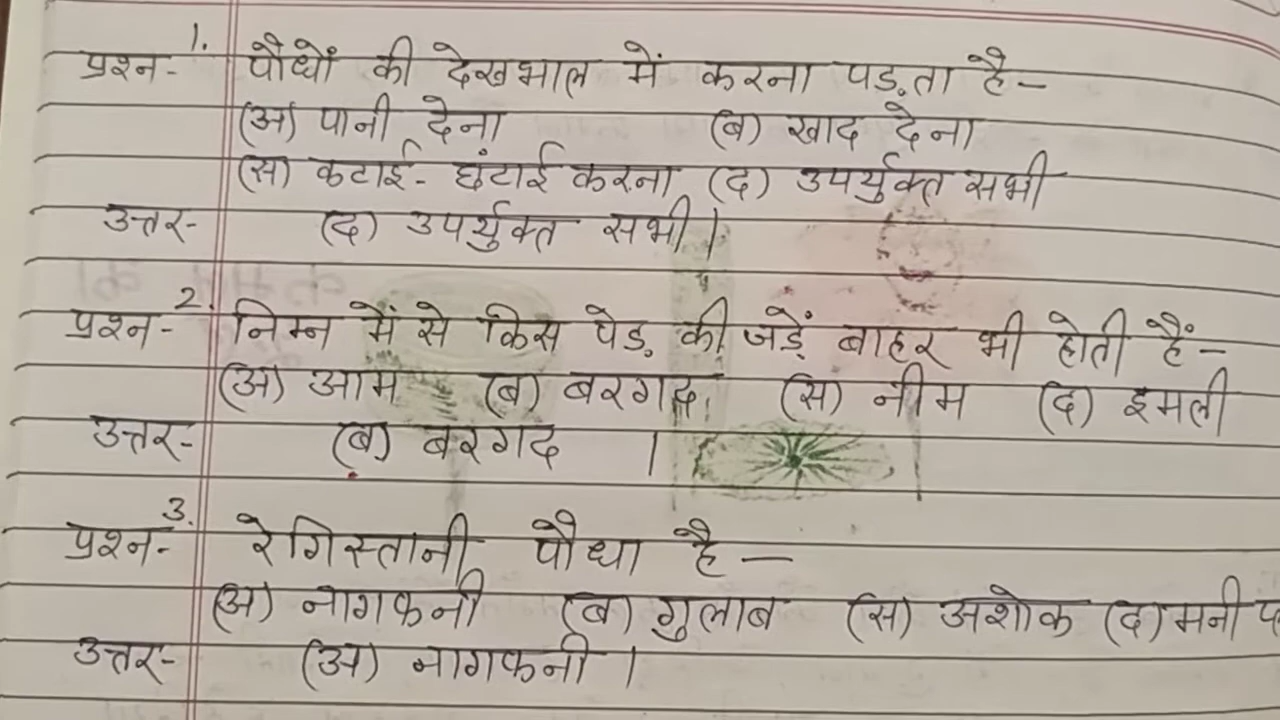 प्रश्न-1. पौधों की देखभाल में करना पड़ता है-
(अ) पानी देना (ब) खाद देना
(स) कटाई-छंटाई करना (द) उपर्युक्त सभी
उत्तर- (द) उपर्युक्त सभी।
प्रश्न-2. निम्न में से किस पेड़ की जड़ें बाहर भी होती हैं-
(अ) आम (ब) बरगद (स) नीम (द) इमली
उत्तर- (ब) बरगद ।
प्रश्न-3. रेगिस्तानी पौधा है-
(अ) नागफनी (ब) गुलाब (स) अशोक (द) मनी
उत्तर- (अ) नागफनी।